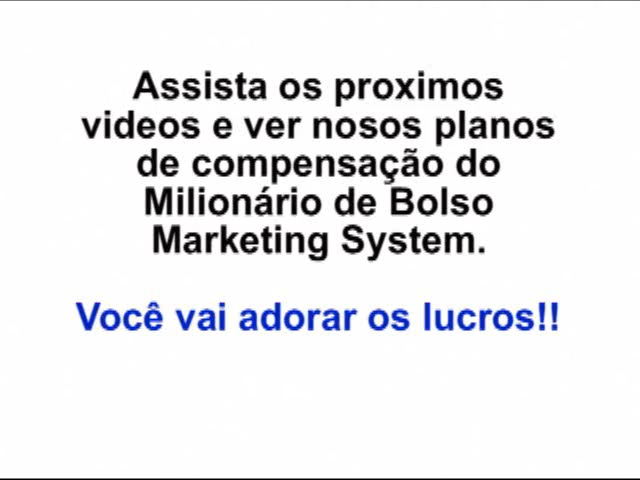 Assista os proximos
videos e ver nosos planos
de compensação do
Milionário de Bolso
Marketing System.
Você vai adorar os lucros!!